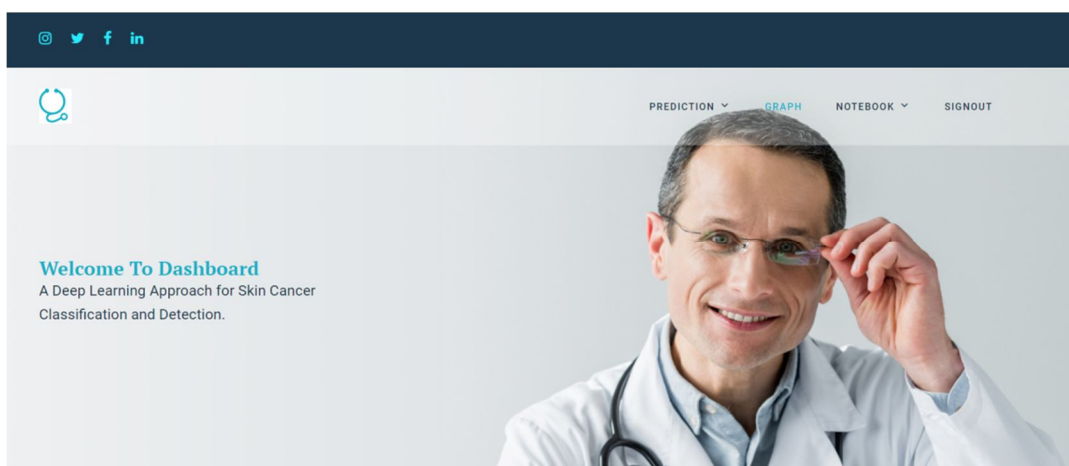 PREDICTION GRAPH NOTEBOOK SIGNOUT
Welcome To Dashboard
A Deep Learning Approach for Skin Cancer
Classification and Detection.